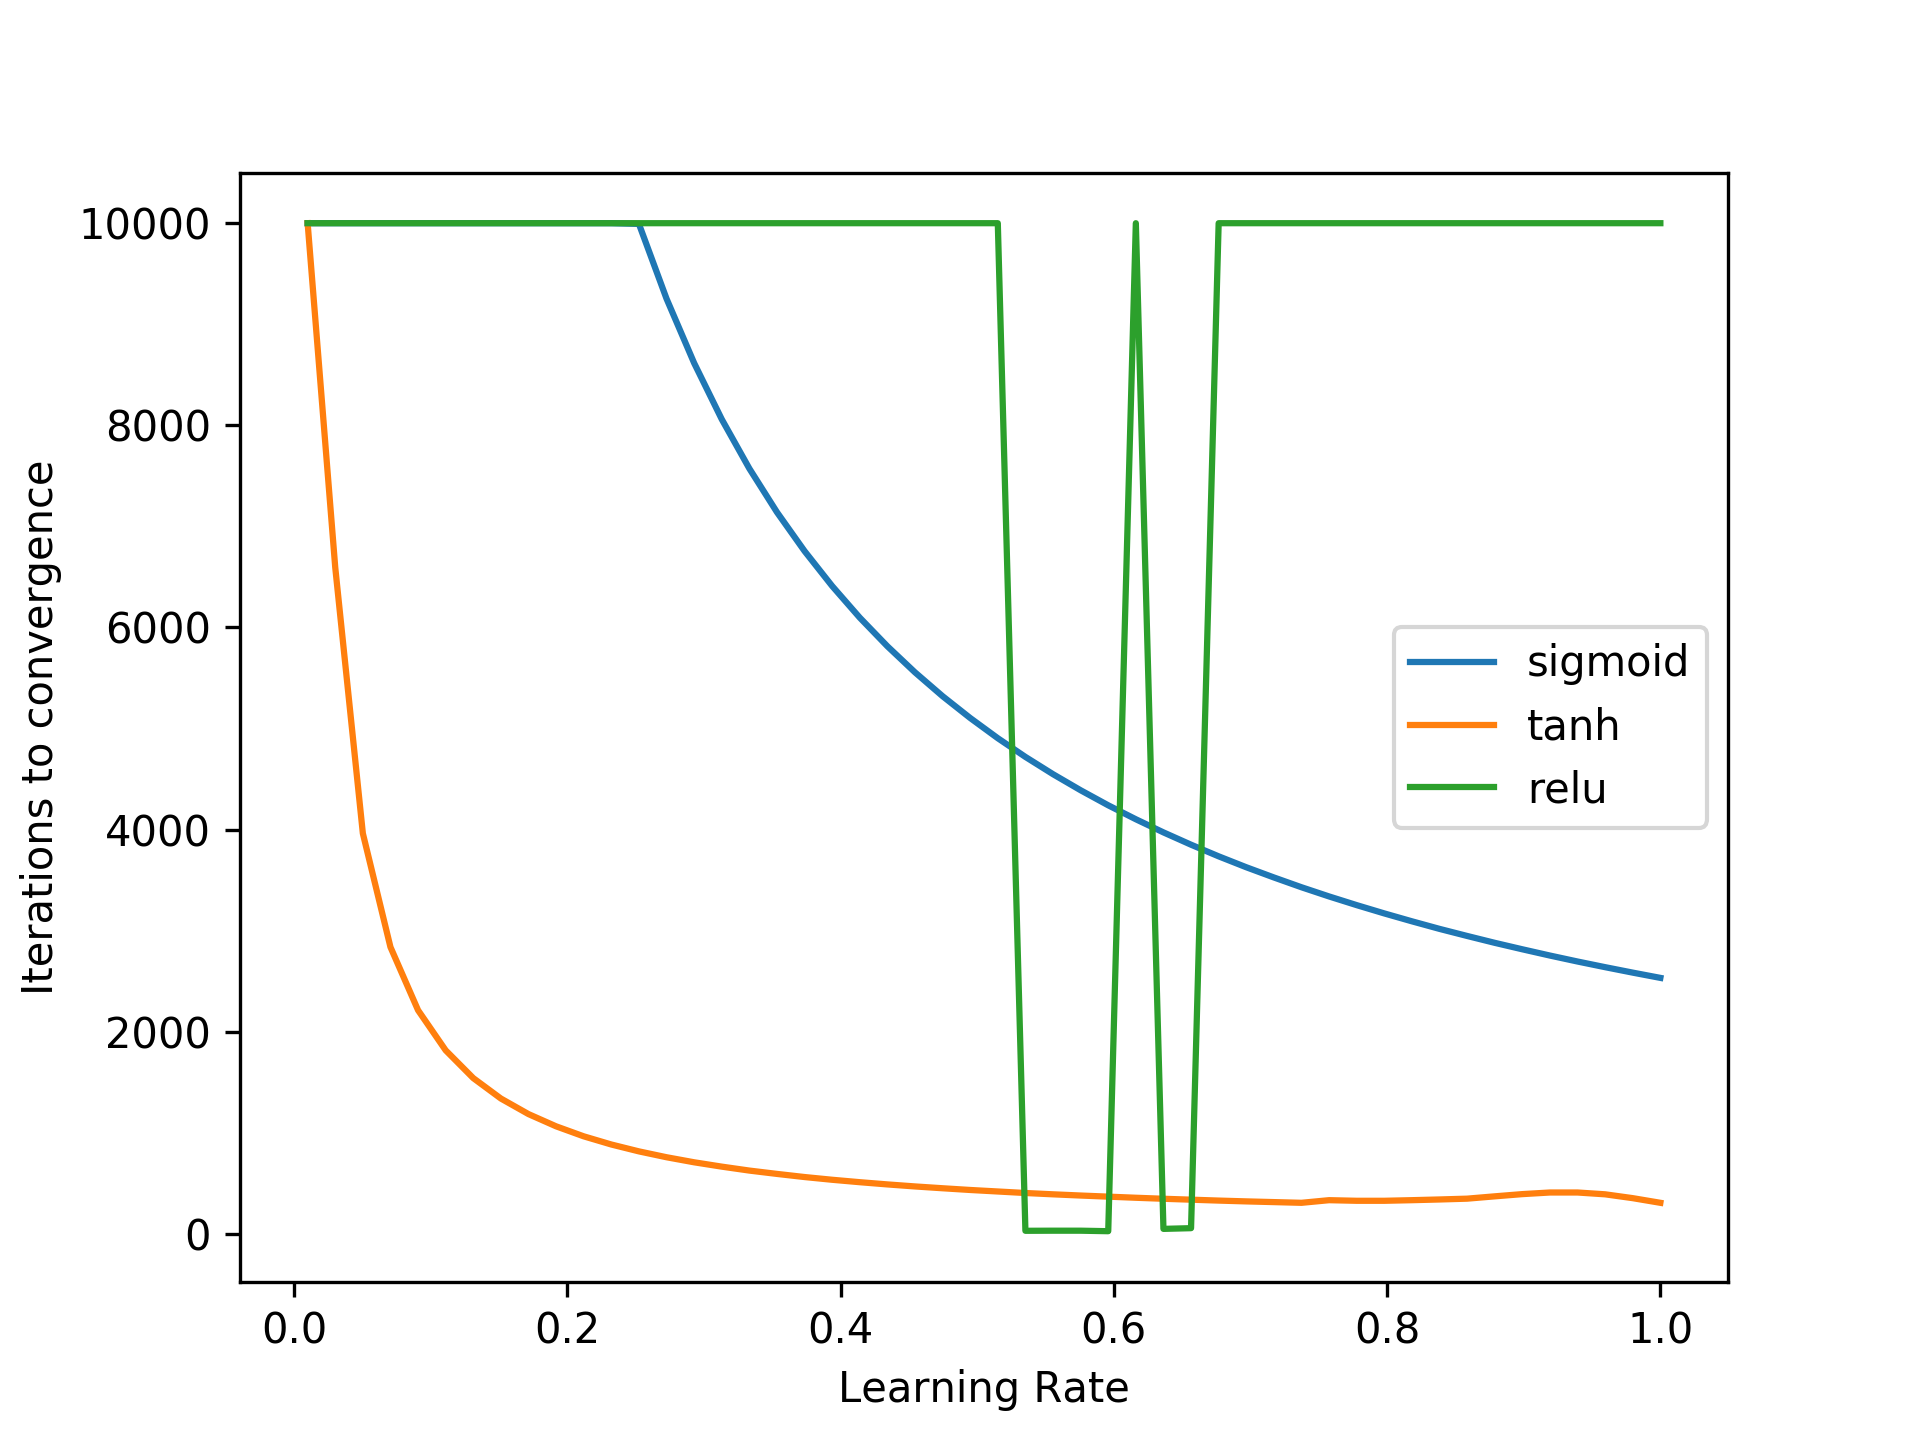 10000
8000
6000
4000
2000
0
Iterations to convergence
sigmoid
tanh
relu
0.0 0.2 0.4 0.6 0.8 1.0
Learning Rate